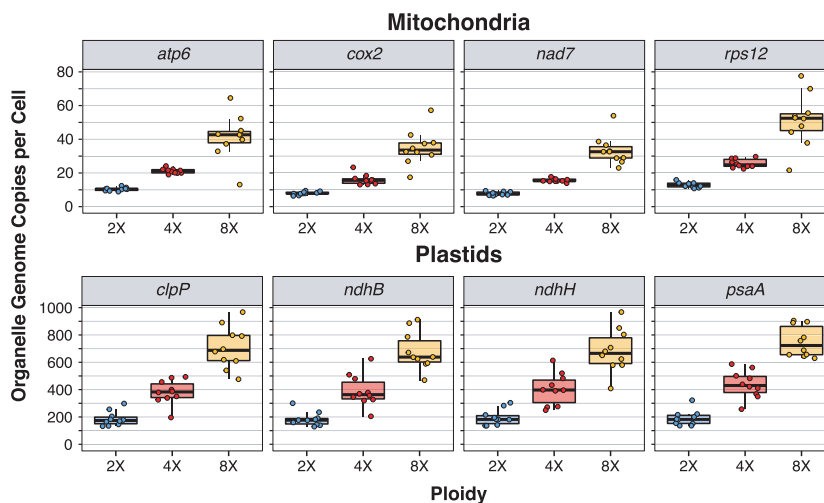 Mitochondria
atp6 cox2 nad7 rps12
80
60
40
20
0
2X 4X 8X 2X 4X 8X 2X 4X 8X 2X 4X 8X
Plastids
clpP ndhB ndhH psaA
1000
800
600
400
200
0
2X 4X 8X 2X 4X 8X 2X 4X 8X 2X 4X 8X
Ploidy
Organelle Genome Copies per Cell